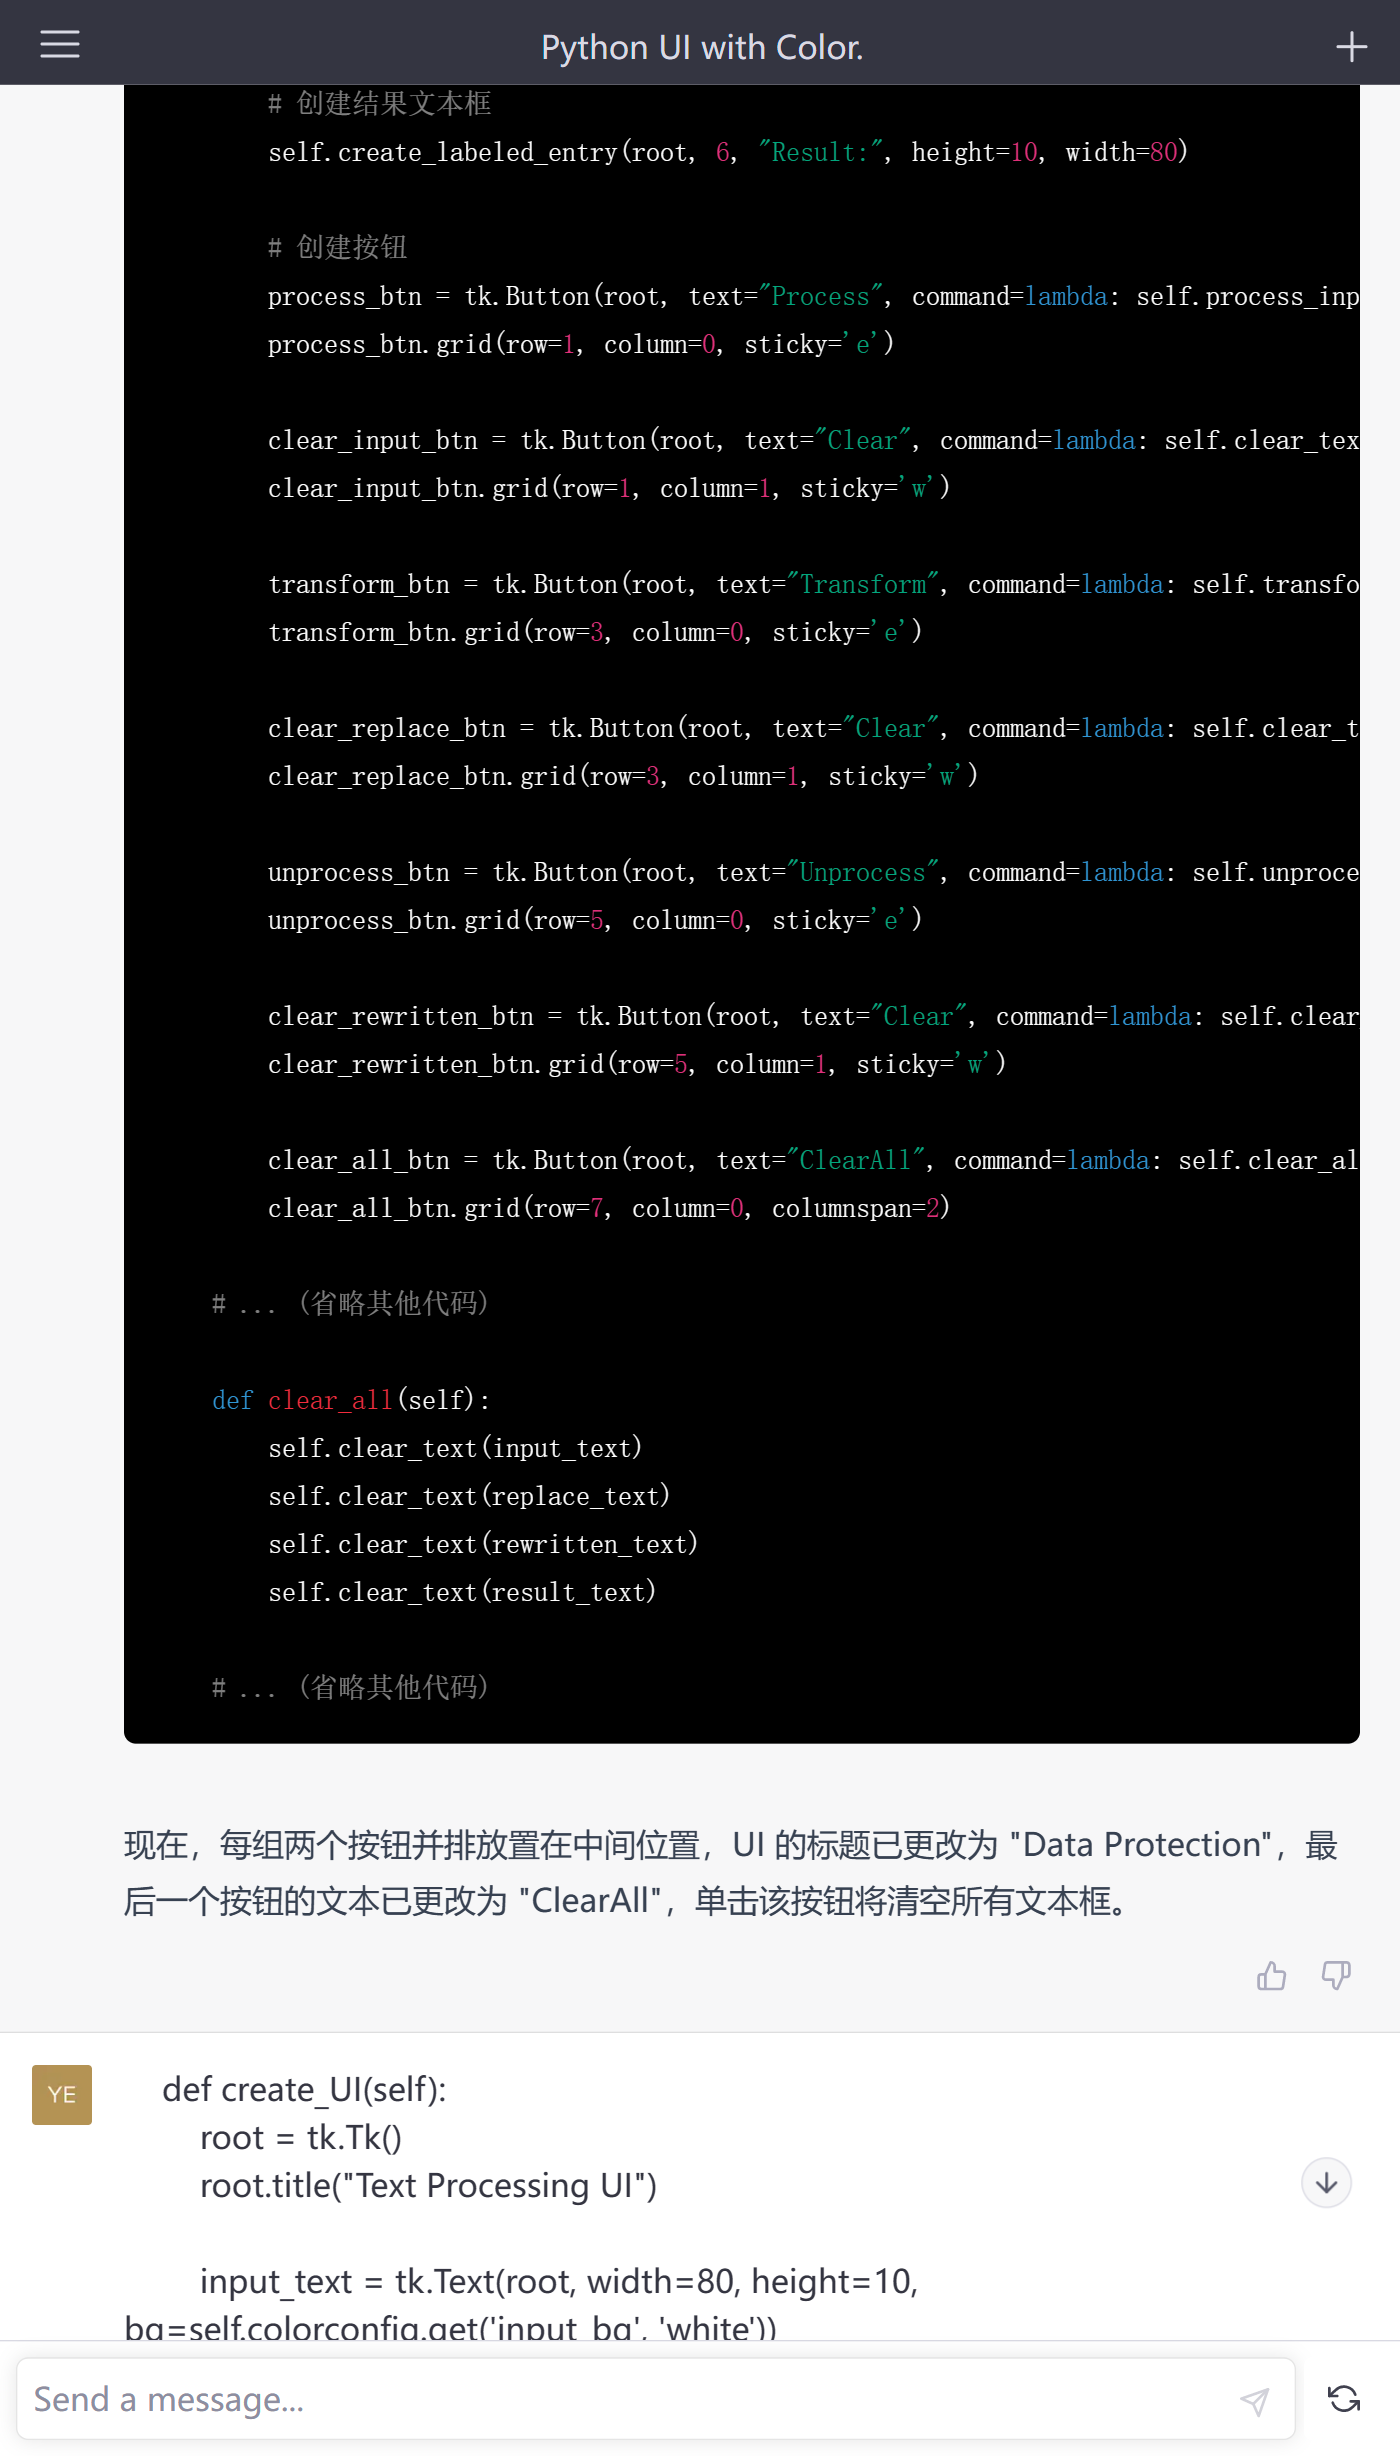 Python UI with Color.
# 创建结果文本框
self.create_labeled_entry(root, 6, "Result:", height=10, width=80)
# 创建按钮
process_btn = tk.Button(root, text="Process", command=lambda: self.process_inp
process_btn.grid(row=1, column=0, sticky='e')
clear_input_btn = tk.Button(root, text="Clear", command=lambda: self.clear_tex
clear_input_btn.grid(row=1, column=1, sticky='w')
transform_btn = tk.Button(root, text="Transform", command=lambda: self.transfo
transform_btn.grid(row=3, column=0, sticky='e')
clear_replace_btn = tk.Button(root, text="Clear", command=lambda: self.clear_t
clear_replace_btn.grid(row=3, column=1, sticky='w')
unprocess_btn = tk.Button(root, text="Unprocess", command=lambda: self.unproce
unprocess_btn.grid(row=5, column=0, sticky='e')
clear_rewritten_btn = tk.Button(root, text="Clear", command=lambda: self.clear_
clear_rewritten_btn.grid(row=5, column=1, sticky='w')
clear_all_btn = tk.Button(root, text="ClearAll", command=lambda: self.clear_al
clear_all_btn.grid(row=7, column=0, columnspan=2)
# ... (省略其他代码)
def clear_all(self):
self.clear_text(input_text)
self.clear_text(replace_text)
self.clear_text(rewritten_text)
self.clear_text(result_text)
# ... (省略其他代码)
现在，每组两个按钮并排放置在中间位置，UI 的标题已更改为 "Data Protection"，最
后一个按钮的文本已更改为 "ClearAll"，单击该按钮将清空所有文本框。
YE
def create_UI(self):
root = tk.Tk()
root.title("Text Processing UI")
input_text = tk.Text(root, width=80, height=10,
bg=self.colorconfig.get('input_bg', 'white'))
Send a message...